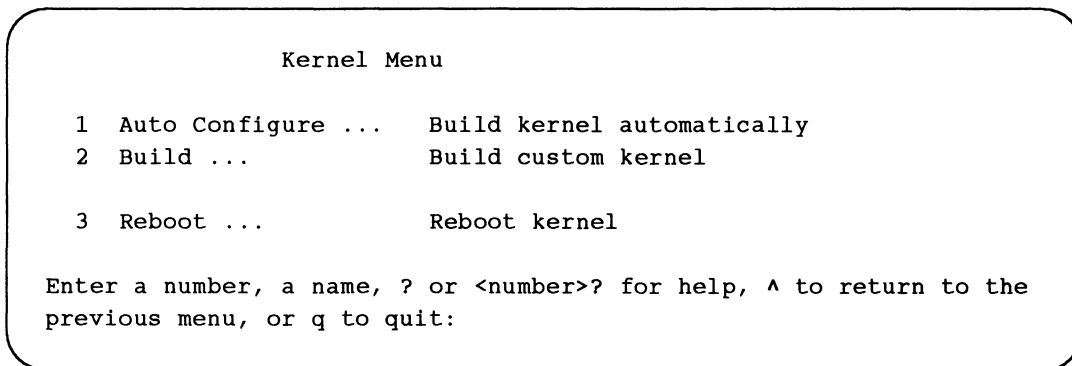 Kernel Menu
1 Auto Configure ... Build kernel automatically
2 Build ... Build custom kernel
3 Reboot ... Reboot kernel
Enter a number, a name, ? or <number>? for help, ^ to return to the
previous menu, or q to quit: